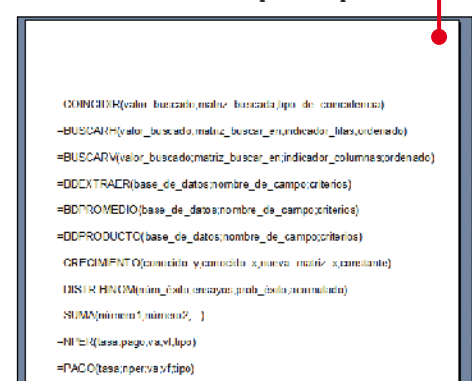 =COINCIDIR(valor_buscado;matriz_buscada;tipo_de_coincidencia)
=BUSCARH(valor_buscado;matriz_buscar_en;indicador_filas;ordenado)
=BUSCARV(valor_buscado;matriz_buscar_en;indicador_columnas;ordenado)
=BDEXTRAER(base_de_datos;nombre_de_campo;criterios)
=BDPROMEDIO(base_de_datos;nombre_de_campo;criterios)
=BDPRODUCTO(base_de_datos;nombre_de_campo;criterios)
=CRECIMIENTO(conocido_y;conocido_x;nueva_matriz_x;constante)
=DISTR.BINOM(núm_éxito;ensayos;prob_éxito;acumulado)
=SUMA(número1;número2;...)
=NPER(tasa;pago;va;vf;tipo)
=PAGO(tasa;nper;va;vf;tipo)